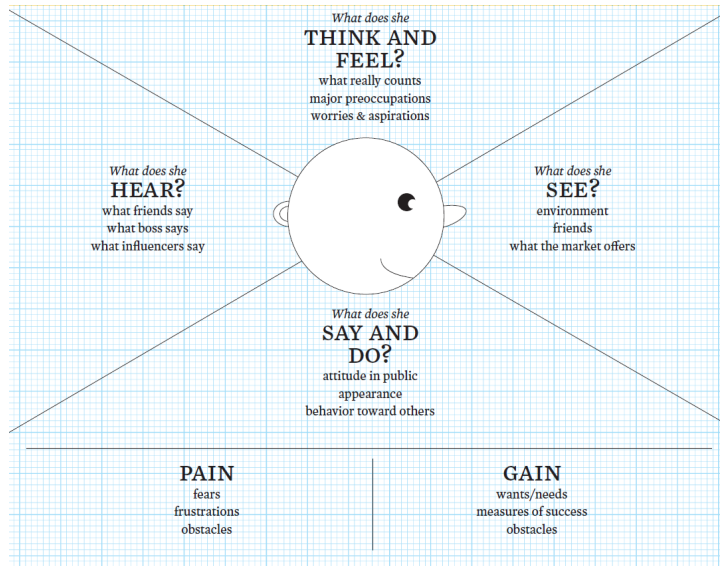 What does she
THINK AND
FEEL?
what really counts
major preoccupations
worries & aspirations
What does she
HEAR?
what friends say
what boss says
what influencers say
What does she
SEE?
environment
friends
what the market offers
What does she
SAY AND
DO?
attitude in public
appearance
behavior toward others
PAIN
fears
frustrations
obstacles
GAIN
wants/needs
measures of success
obstacles